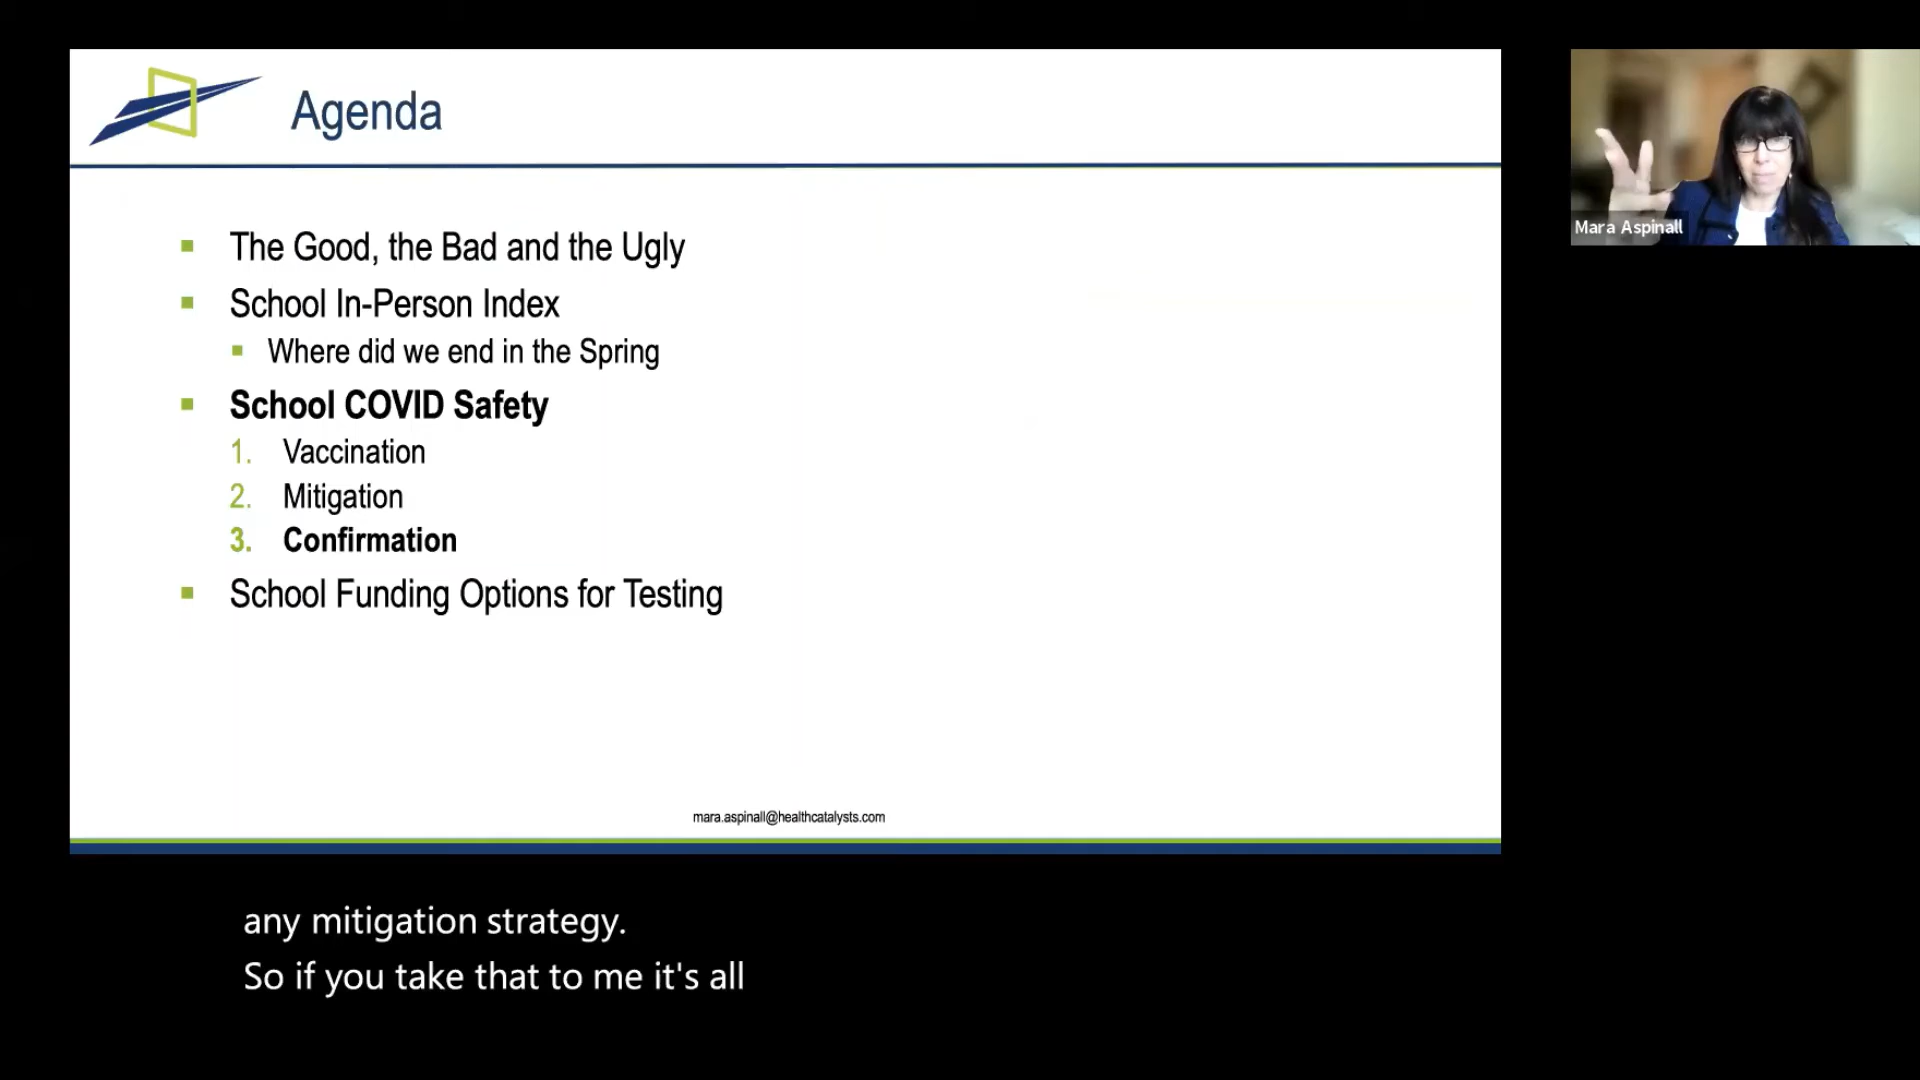 Agenda
The Good, the Bad and the Ugly
School In-Person Index
Where did we end in the Spring
School COVID Safety
1. Vaccination
2. Mitigation
3. Confirmation
School Funding Options for Testing
mara.aspinall@healthcatalysts.com
Mara Aspinall
any mitigation strategy.
So if you take that to me it's all